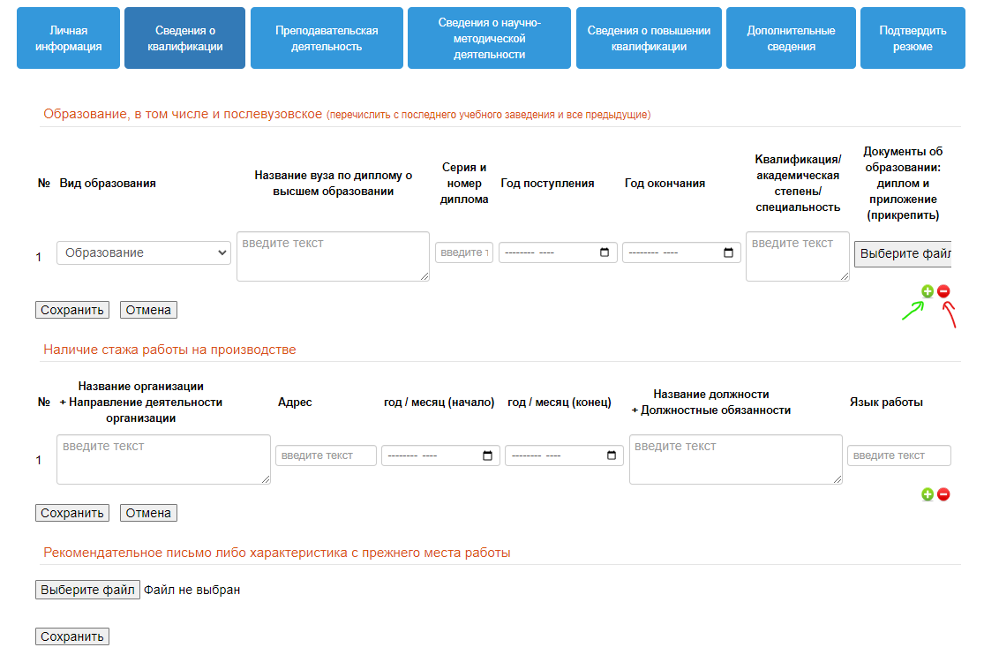 Личная
информация
Сведения о
квалификации
Преподавательская
деятельность
Сведения о научно-
методической
деятельности
Сведения о повышении
квалификации
Дополнительные
сведения
Подтвердить
резюме
Образование, в том числе и послевузовское (перечислить с последнего учебного заведения и все предыдущие)
№
Вид образования
Название вуза по диплому о
высшем образовании
Серия и
номер
диплома
Год поступления
Год окончания
Квалификация/
академическая
степень/
специальность
Документы об
образовании:
диплом и
приложение
(прикрепить)
1
Образование
введите текст
введите т
-------- ----
-------- ----
введите текст
Выберите файл
Сохранить Отмена
Наличие стажа работы на производстве
№
Название организации
+ Направление деятельности
организации
Адрес
год / месяц (начало)
год / месяц (конец)
Название должности
+ Должностные обязанности
Язык работы
1
введите текст
введите текст
-------- ----
-------- ----
введите текст
введите текст
Сохранить Отмена
Рекомендательное письмо либо характеристика с прежнего места работы
Выберите файл Файл не выбран
Сохранить